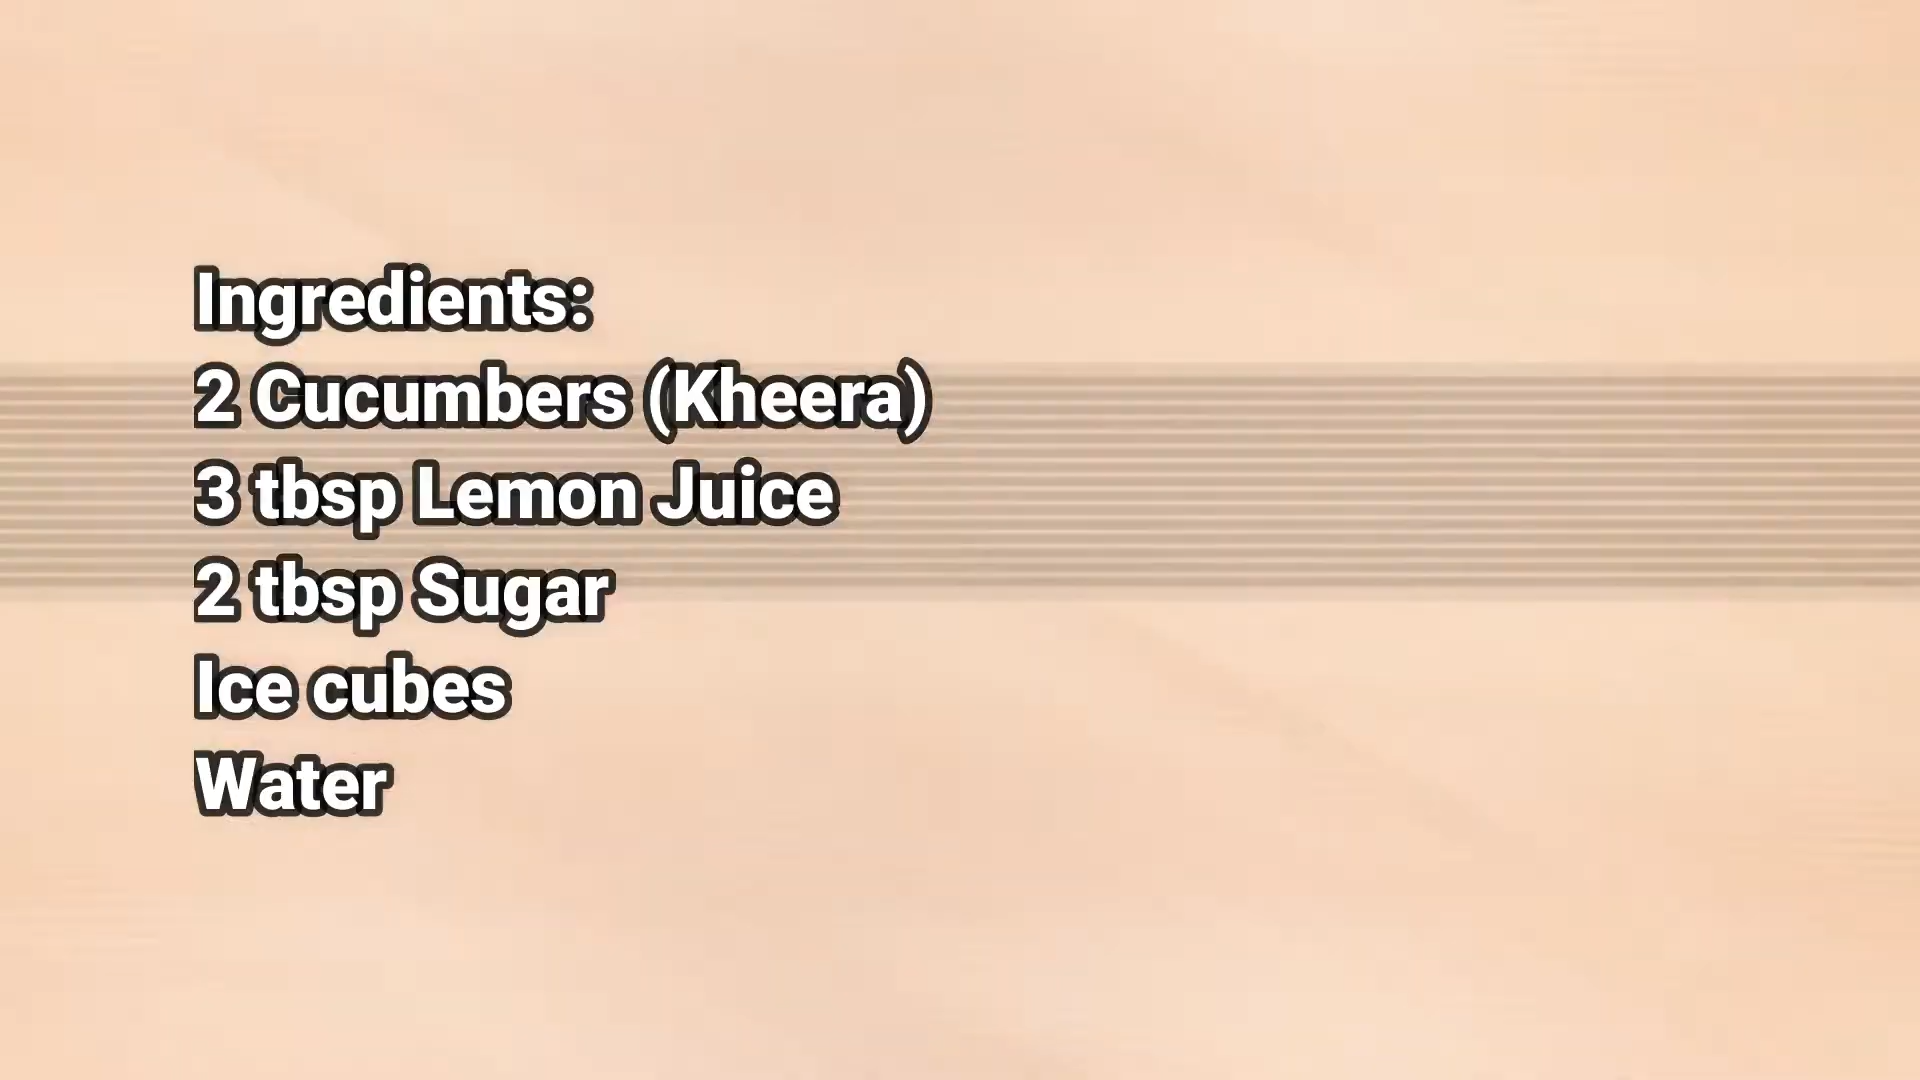 Ingredients:
2 Cucumbers (Kheera)
3 tbsp Lemon Juice
2 tbsp Sugar
Ice cubes
Water